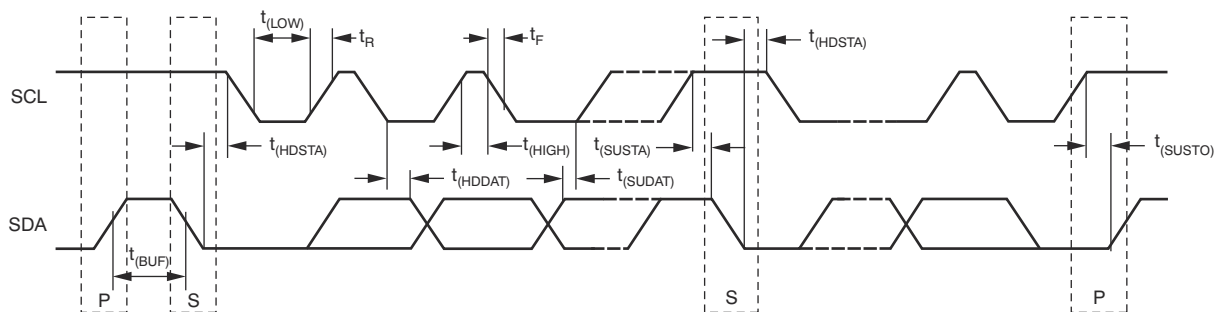 t(LOW)
tR
tF
t(HDSTA)
SCL
t(HDSTA)
t(HIGH)
t(SUSTA)
t(SUSTO)
t(HDDAT)
t(SUDAT)
SDA
t(BUF)
P
S
S
P